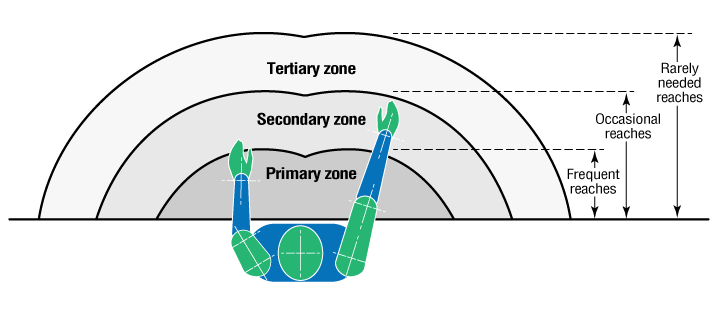 Tertiary zone
Secondary zone
Primary zone
Rarely
needed
reaches
Occasional
reaches
Frequent
reaches